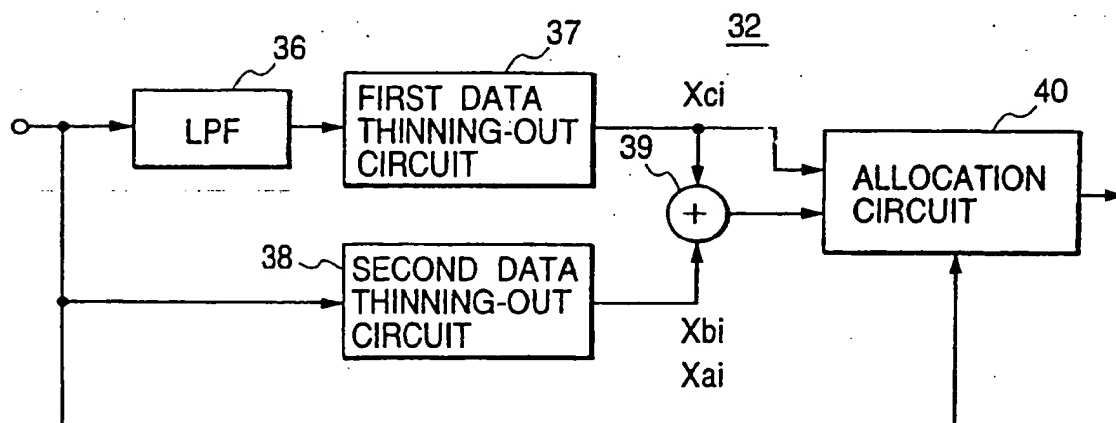 32
36
LPF
37
FIRST DATA
THINNING-OUT
CIRCUIT
Xci
39
+
40
ALLOCATION
CIRCUIT
38
SECOND DATA
THINNING-OUT
CIRCUIT
Xbi
Xai